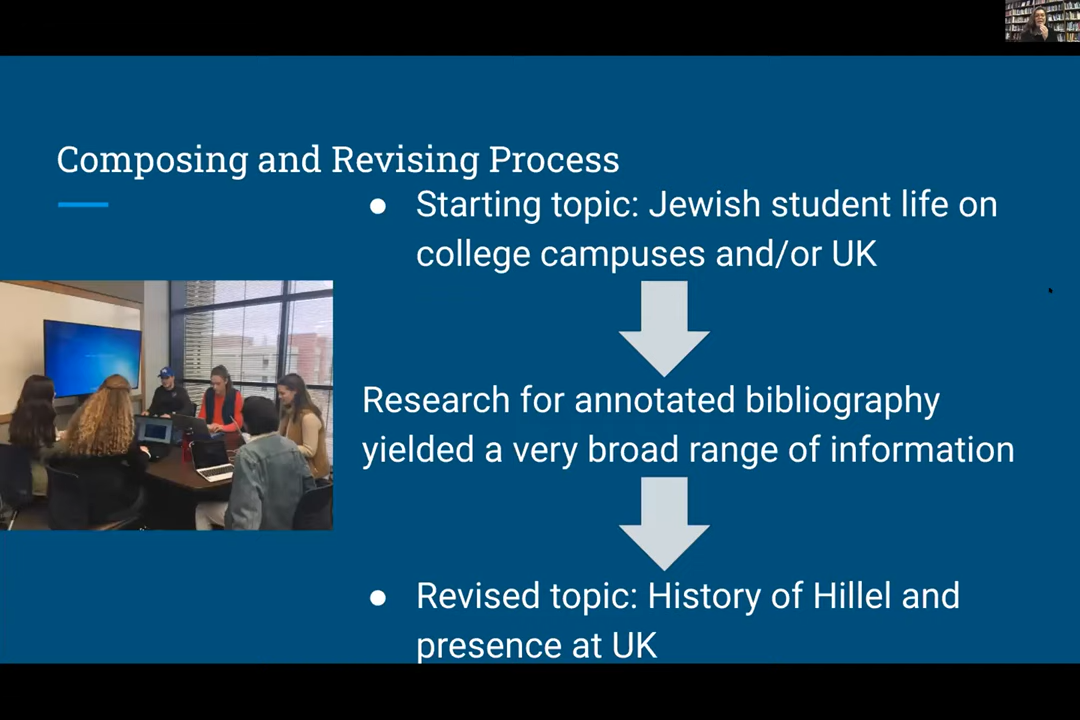 Composing and Revising Process
● Starting topic: Jewish student life on
college campuses and/or UK
Research for annotated bibliography
yielded a very broad range of information
● Revised topic: History of Hillel and
presence at UK